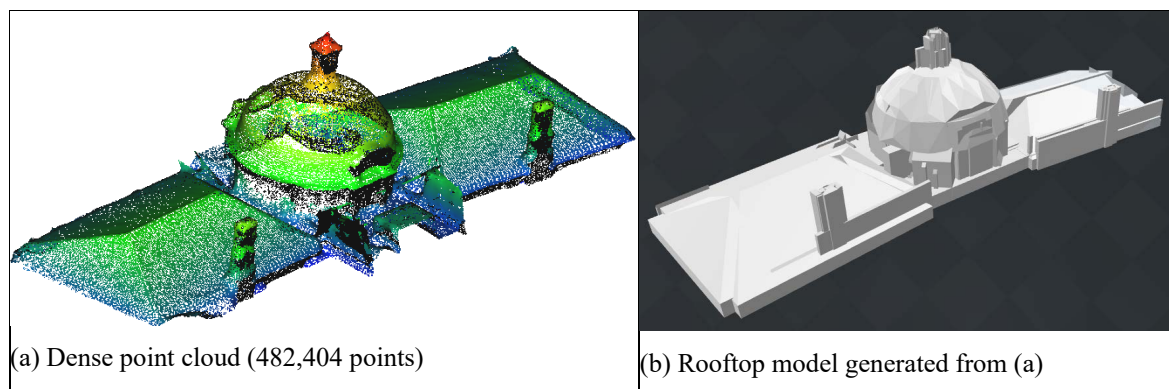 (a) Dense point cloud (482,404 points)
(b) Rooftop model generated from (a)